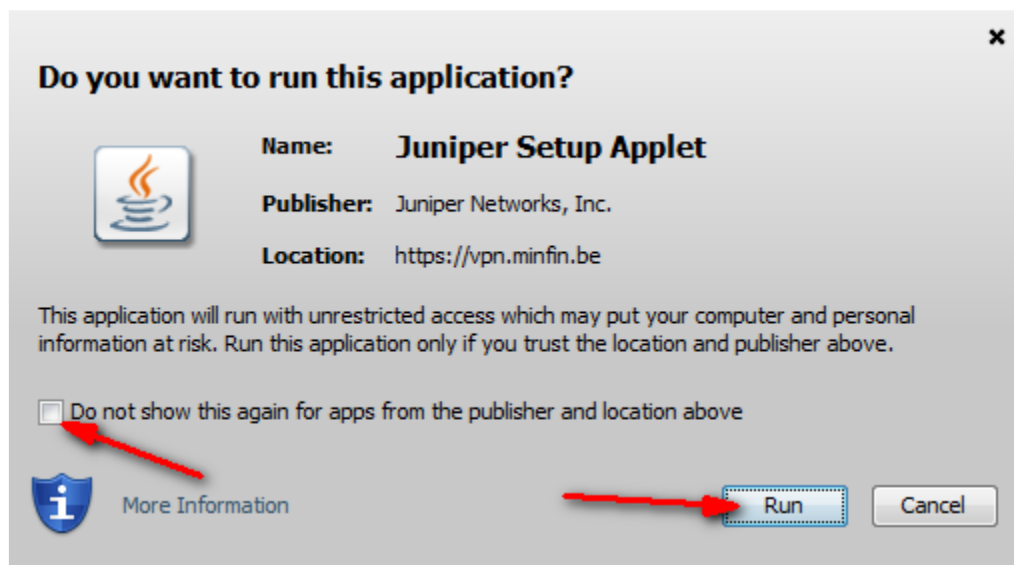 Do you want to run this application?
Name: Juniper Setup Applet
Publisher: Juniper Networks, Inc.
Location: https://vpn.minfin.be
This application will run with unrestricted access which may put your computer and personal
information at risk. Run this application only if you trust the location and publisher above.
Do not show this again for apps from the publisher and location above
More Information Run Cancel